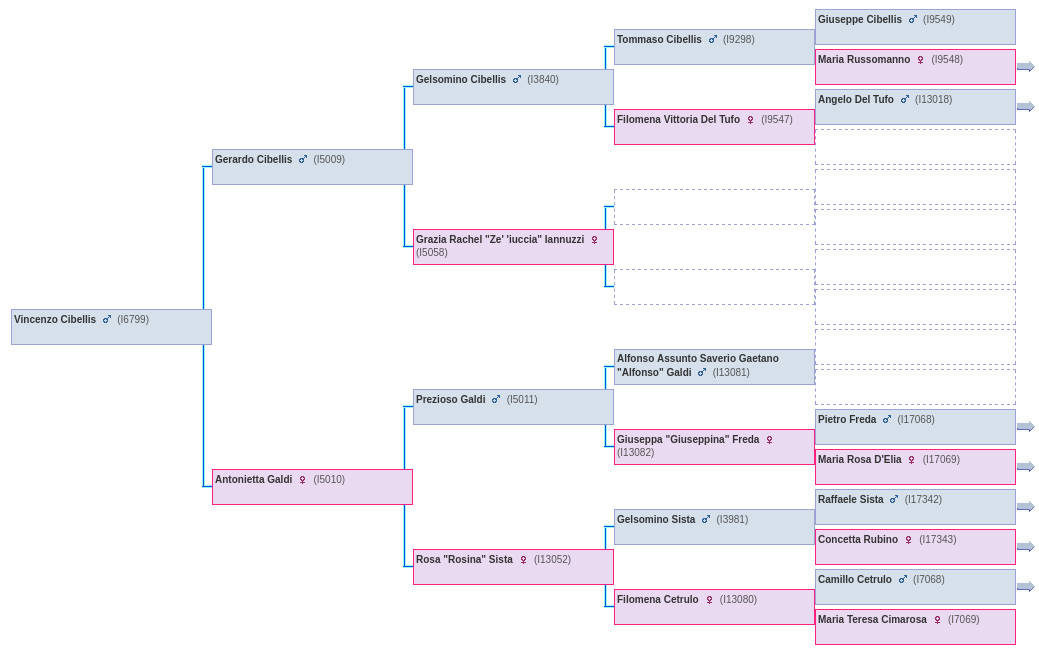 Giuseppe Cibellis ♂ (I9549)
Tommaso Cibellis ♂ (I9298)
Maria Russomanno ♀ (I9548)
Gelsomino Cibellis ♂ (I3840)
Angelo Del Tufo ♂ (I13018)
Filomena Vittoria Del Tufo ♀ (I9547)
Gerardo Cibellis ♂ (I5009)
Grazia Rachel "Ze' 'iuccia" Iannuzzi ♀
(I5058)
Vincenzo Cibellis ♂ (I6799)
Alfonso Assunto Saverio Gaetano
"Alfonso" Galdi ♂ (I13081)
Prezioso Galdi ♂ (I5011)
Pietro Freda ♂ (I17068)
Giuseppa "Giuseppina" Freda ♀
(I13082)
Maria Rosa D'Elia ♀ (I17069)
Antonietta Galdi ♀ (I5010)
Raffaele Sista ♂ (I17342)
Gelsomino Sista ♂ (I3981)
Concetta Rubino ♀ (I17343)
Rosa "Rosina" Sista ♀ (I13052)
Camillo Cetrulo ♂ (I7068)
Filomena Cetrulo ♀ (I13080)
Maria Teresa Cimarosa ♀ (I7069)